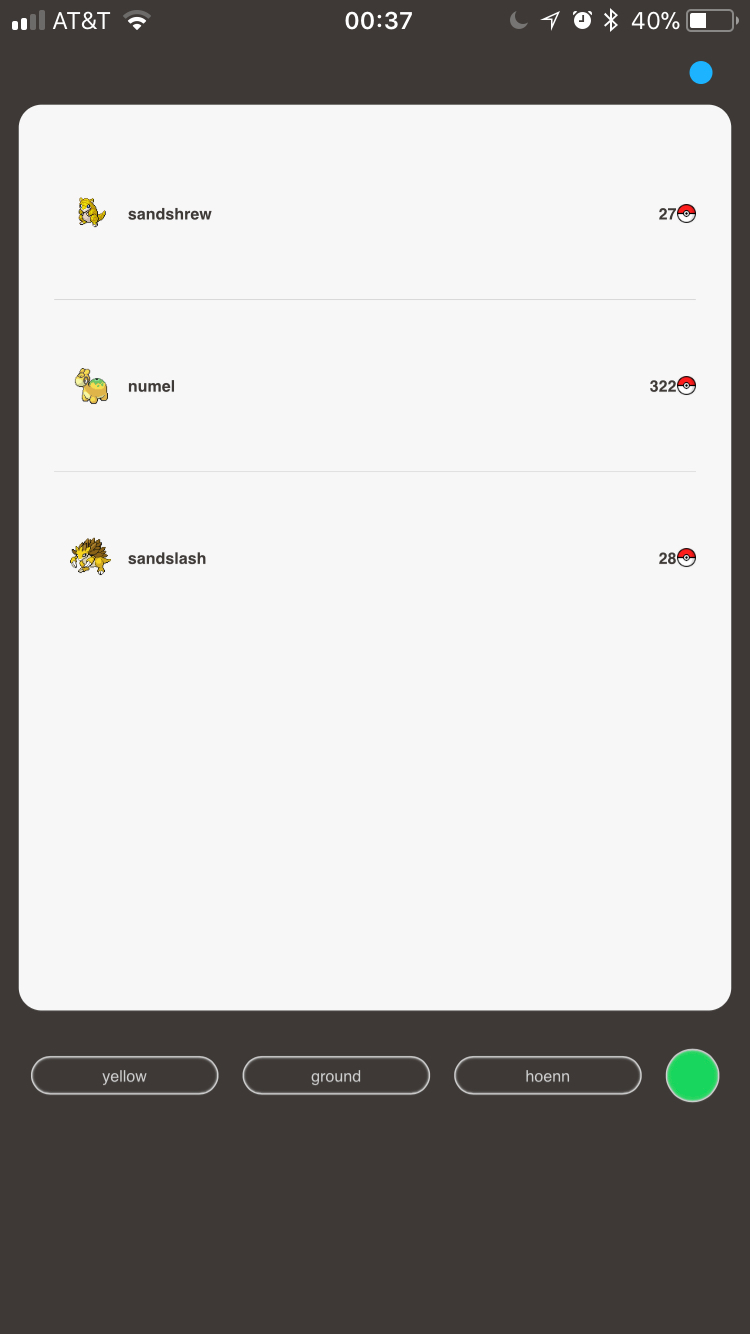 AT&T 00:37 40%
sandshrew 27
numel 322
sandslash 28
yellow ground hoenn